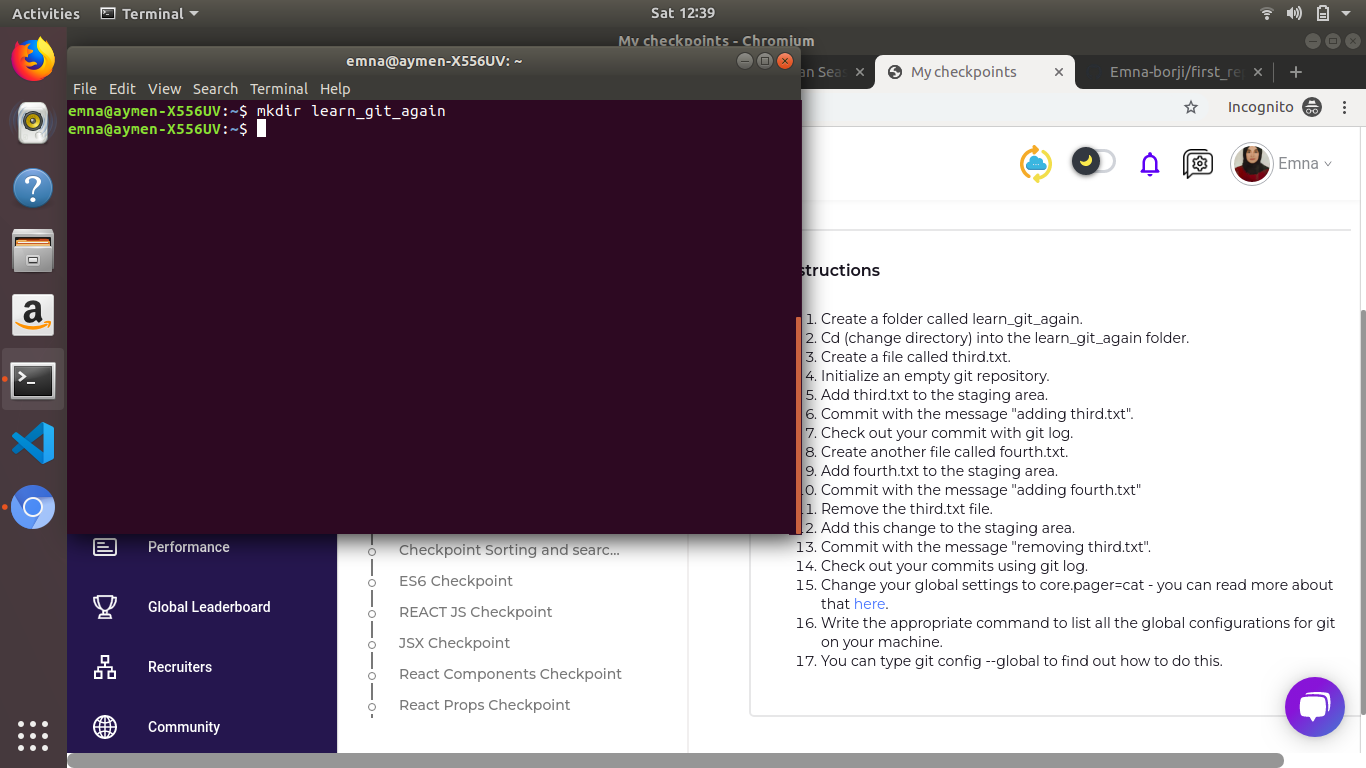 Activities Terminal Sat 12:39
My checkpoints - Chromium
emna@aymen-X556UV: ~
an Seas My checkpoints Emna-borji/first_rep
File Edit View Search Terminal Help
Incognito
emna@aymen-X556UV:~$ mkdir learn_git_again
emna@aymen-X556UV:~$
Emna
structions
1. Create a folder called learn_git_again.
2. Cd (change directory) into the learn_git_again folder.
3. Create a file called third.txt.
4. Initialize an empty git repository.
5. Add third.txt to the staging area.
6. Commit with the message "adding third.txt".
7. Check out your commit with git log.
8. Create another file called fourth.txt.
9. Add fourth.txt to the staging area.
10. Commit with the message "adding fourth.txt"
11. Remove the third.txt file.
12. Add this change to the staging area.
13. Commit with the message "removing third.txt".
14. Check out your commits using git log.
15. Change your global settings to core.pager=cat - you can read more about
that here.
16. Write the appropriate command to list all the global configurations for git
on your machine.
17. You can type git config --global to find out how to do this.
Performance
Global Leaderboard
Recruiters
Community
Checkpoint Sorting and searc...
ES6 Checkpoint
REACT JS Checkpoint
JSX Checkpoint
React Components Checkpoint
React Props Checkpoint